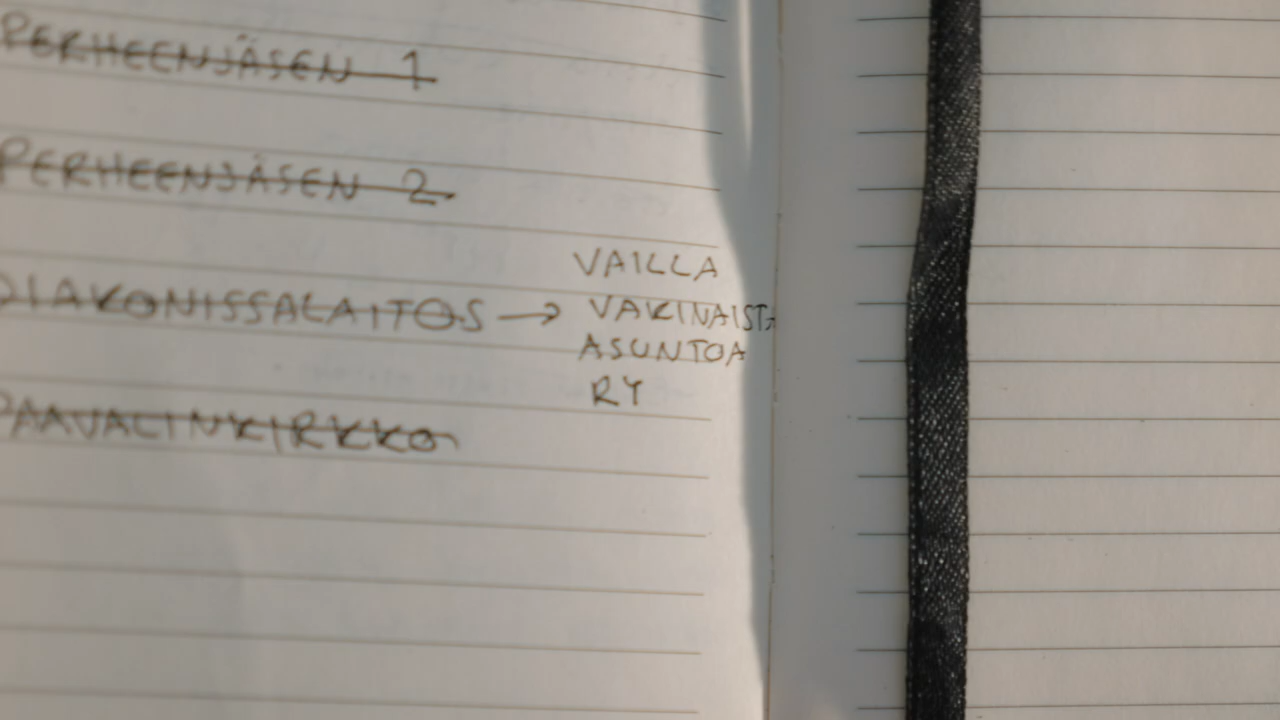 PERHEENJÄSEN 1
PERHEENJÄSEN 2
DIAKONISSALAITOS → VAILLA
VAKINAISTA
ASUNTOA
RY
PAAVALINKIRKKO